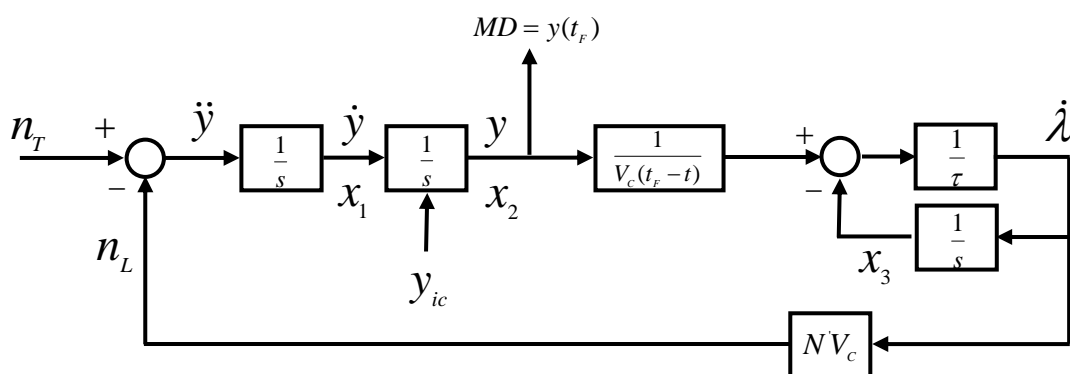 MD = y(t_F)
n_T
+
−
ÿ
1/s
ẏ
x_1
1/s
y
x_2
1/(V_C(t_F − t))
+
−
1/τ
λ̇
1/s
x_3
n_L
y_ic
N'V_C